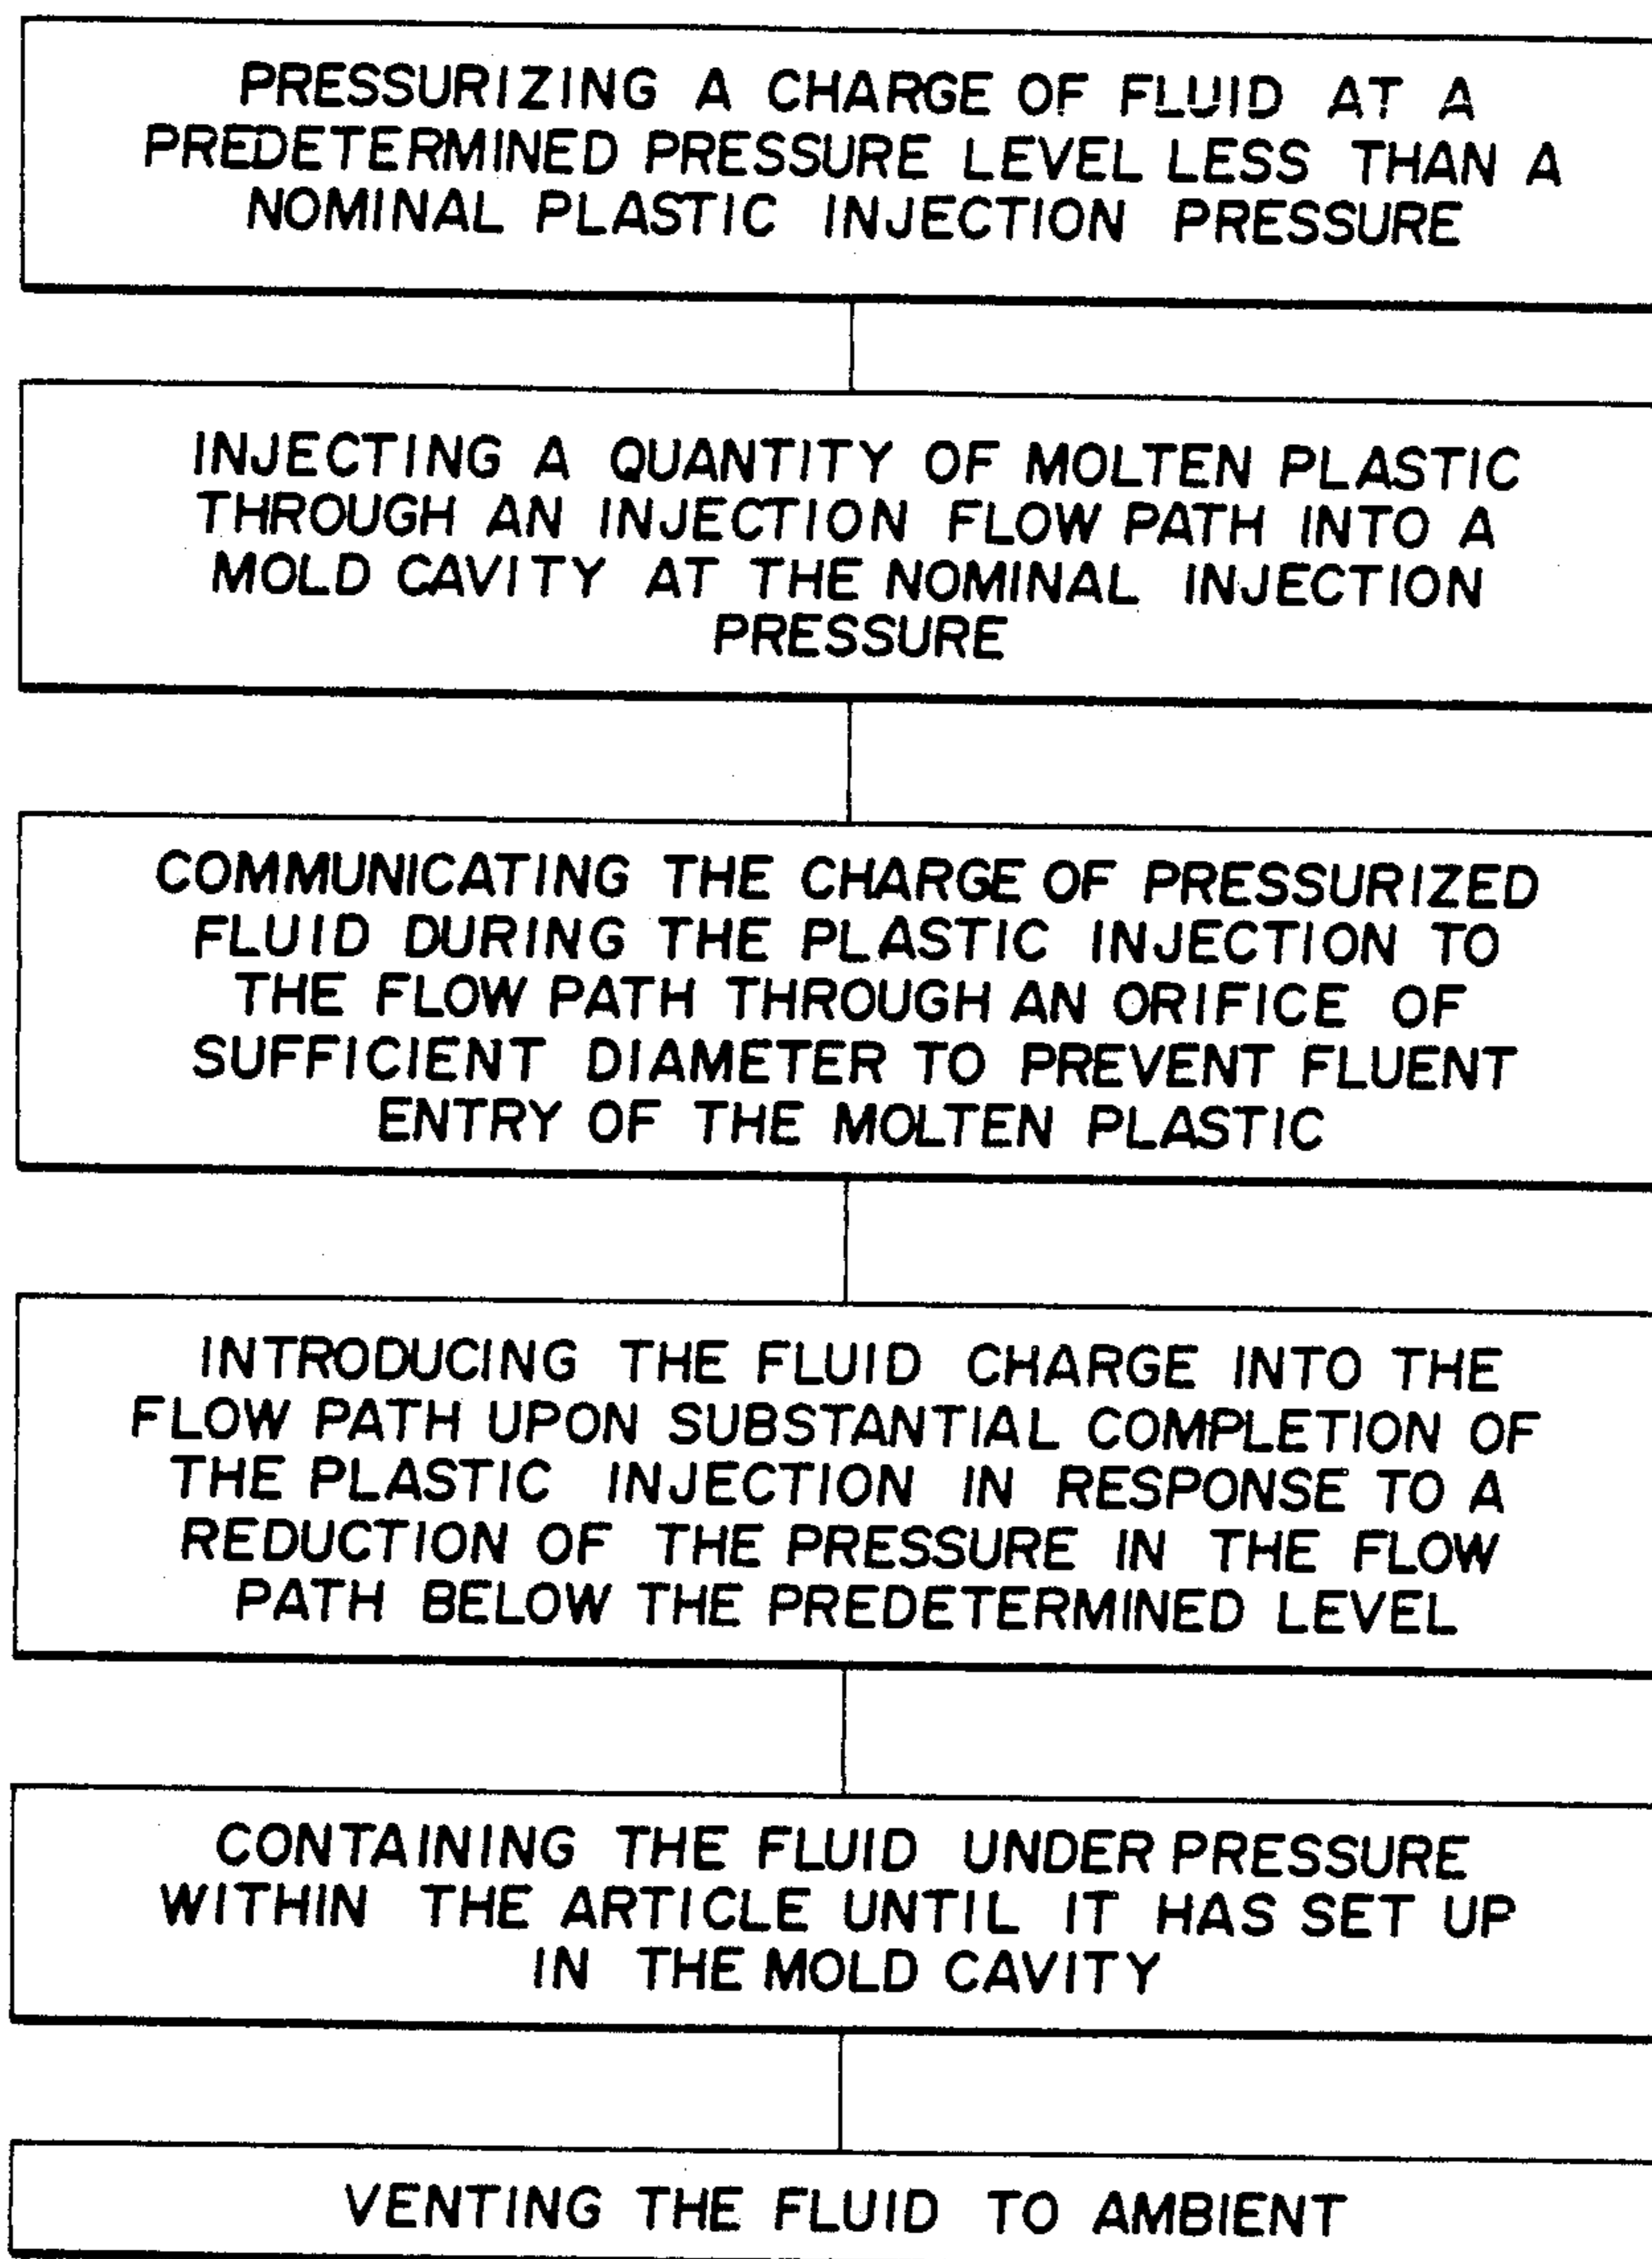 PRESSURIZING A CHARGE OF FLUID AT A
PREDETERMINED PRESSURE LEVEL LESS THAN A
NOMINAL PLASTIC INJECTION PRESSURE
INJECTING A QUANTITY OF MOLTEN PLASTIC
THROUGH AN INJECTION FLOW PATH INTO A
MOLD CAVITY AT THE NOMINAL INJECTION
PRESSURE
COMMUNICATING THE CHARGE OF PRESSURIZED
FLUID DURING THE PLASTIC INJECTION TO
THE FLOW PATH THROUGH AN ORIFICE OF
SUFFICIENT DIAMETER TO PREVENT FLUENT
ENTRY OF THE MOLTEN PLASTIC
INTRODUCING THE FLUID CHARGE INTO THE
FLOW PATH UPON SUBSTANTIAL COMPLETION OF
THE PLASTIC INJECTION IN RESPONSE TO A
REDUCTION OF THE PRESSURE IN THE FLOW
PATH BELOW THE PREDETERMINED LEVEL
CONTAINING THE FLUID UNDER PRESSURE
WITHIN THE ARTICLE UNTIL IT HAS SET UP
IN THE MOLD CAVITY
VENTING THE FLUID TO AMBIENT